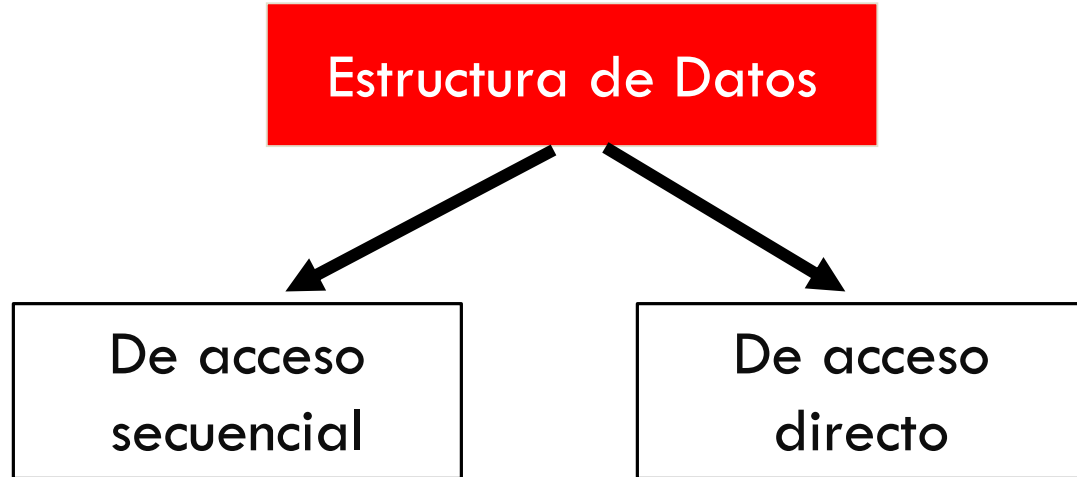 Estructura de Datos
De acceso
secuencial
De acceso
directo